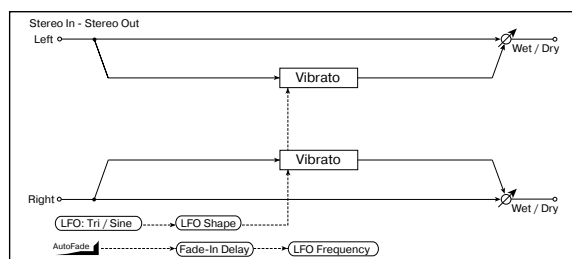 Stereo In - Stereo Out
Left
Wet / Dry
Vibrato
Vibrato
Right
Wet / Dry
LFO: Tri / Sine
LFO Shape
AutoFade
Fade-In Delay
LFO Frequency